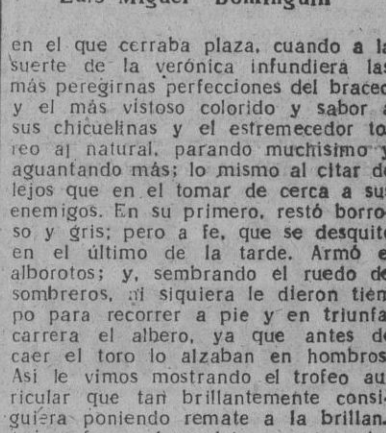 Luis Miguel Dominguín
en el que cerraba plaza, cuando a la
suerte de la verónica infundiera las
más peregirnas perfecciones del braceo
y el más vistoso colorido y sabor a
sus chicuelinas y el estremecedor to
reo al natural, parando muchísimo y
aguantando más; lo mismo al citar de
lejos que en el tomar de cerca a sus
enemigos. En su primero, restó borro-
so y gris; pero a fe, que se desquitó
en el último de la tarde. Armó el
alborotos; y, sembrando el ruedo de
sombreros, ni siquiera le dieron tiem
po para recorrer a pie y en triunfal
carrera el albero, ya que antes de
caer el toro lo alzaban en hombros.
Asi le vimos mostrando el trofeo au-
ricular que tan brillantemente consi-
guiera poniendo remate a la brillan-